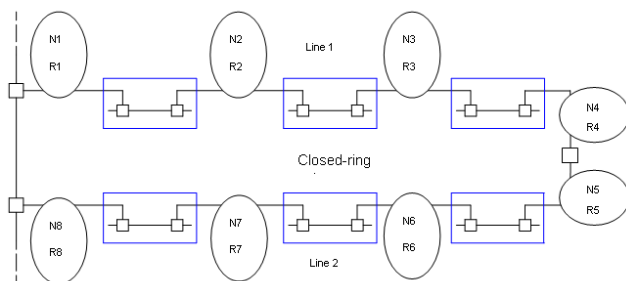 N1
R1
N2
R2
Line 1
N3
R3
N4
R4
Closed-ring
N5
R5
N8
R8
N7
R7
Line 2
N6
R6